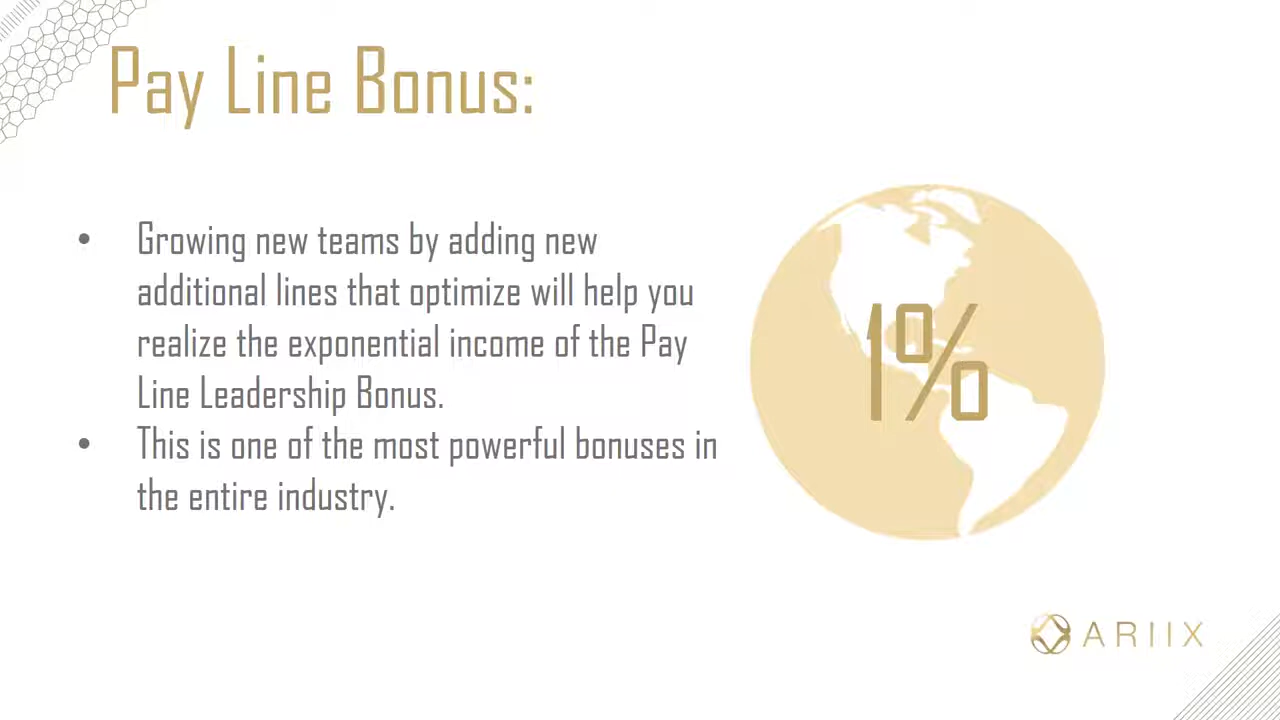 Pay Line Bonus:
• Growing new teams by adding new
additional lines that optimize will help you
realize the exponential income of the Pay
Line Leadership Bonus.
• This is one of the most powerful bonuses in
the entire industry.
1%
ARIIX